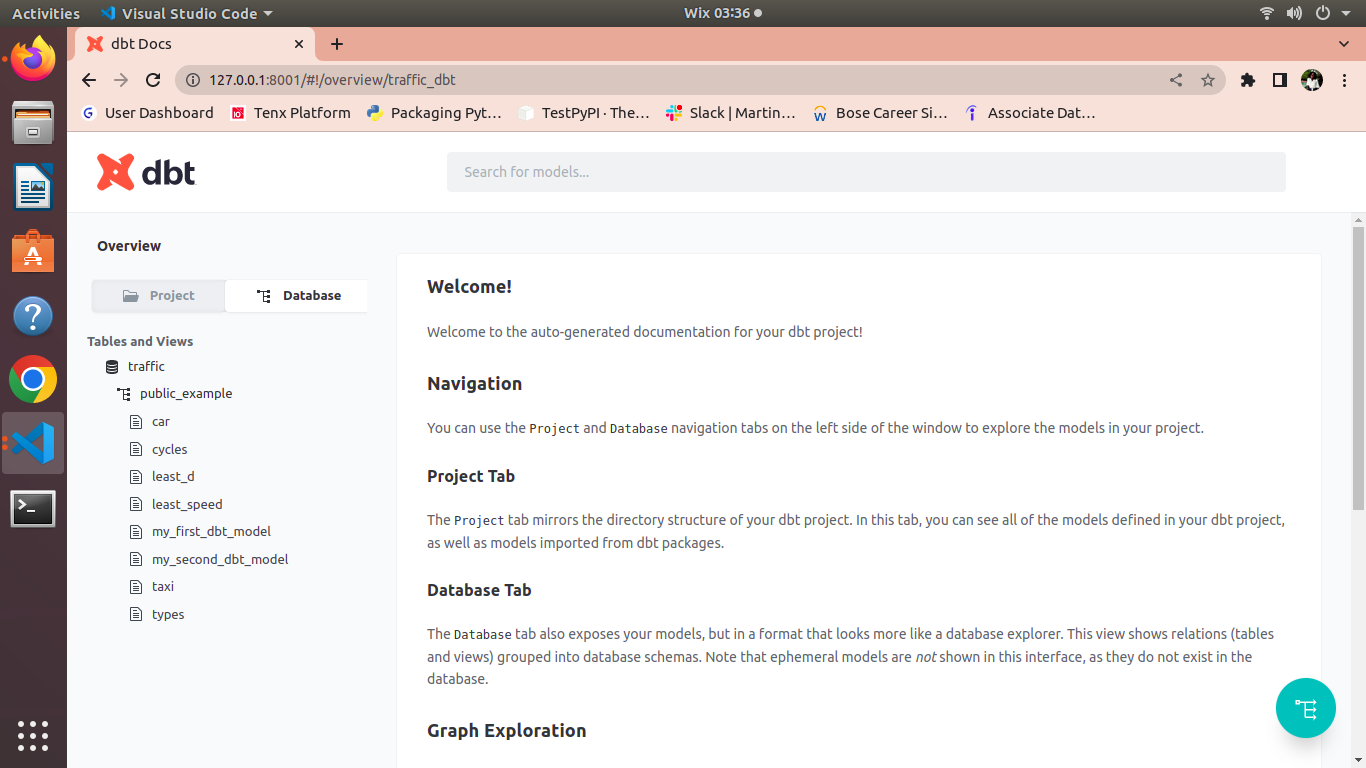 Activities
Visual Studio Code
Wix 03:36
dbt Docs
127.0.0.1:8001/#!/overview/traffic_dbt
User Dashboard
Tenx Platform
Packaging Pyt…
TestPyPI · The…
Slack | Martin…
Bose Career Si…
Associate Dat…
dbt
Search for models...
Overview
Project
Database
Tables and Views
traffic
public_example
car
cycles
least_d
least_speed
my_first_dbt_model
my_second_dbt_model
taxi
types
Welcome!
Welcome to the auto-generated documentation for your dbt project!
Navigation
You can use the Project and Database navigation tabs on the left side of the window to explore the models in your project.
Project Tab
The Project tab mirrors the directory structure of your dbt project. In this tab, you can see all of the models defined in your dbt project,
as well as models imported from dbt packages.
Database Tab
The Database tab also exposes your models, but in a format that looks more like a database explorer. This view shows relations (tables
and views) grouped into database schemas. Note that ephemeral models are not shown in this interface, as they do not exist in the
database.
Graph Exploration